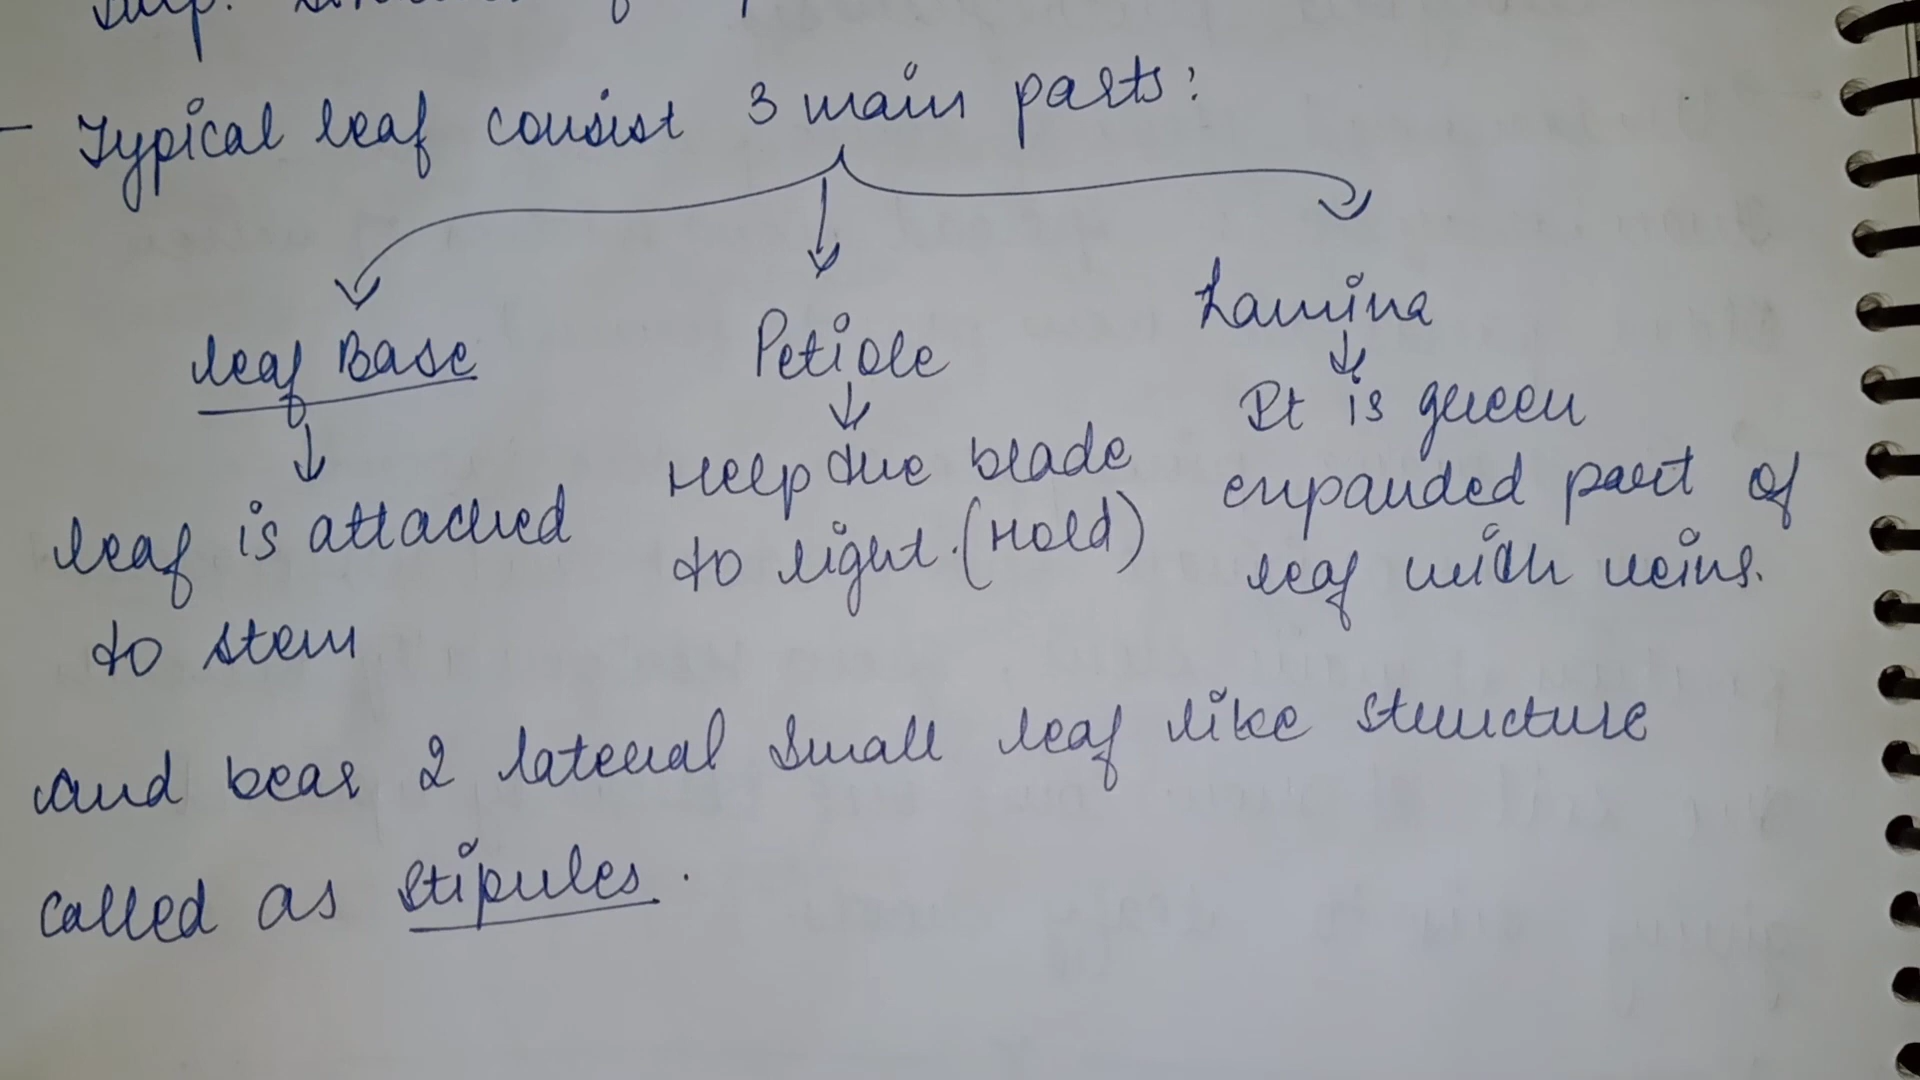 Typical leaf consist 3 main parts:
leaf Base
Petiole
Lamina
leaf is attached
to stem
Help the blade
to light. (Hold)
It is green
expanded part of
leaf with veins.
and bear 2 lateral small leaf like structure
called as stipules.